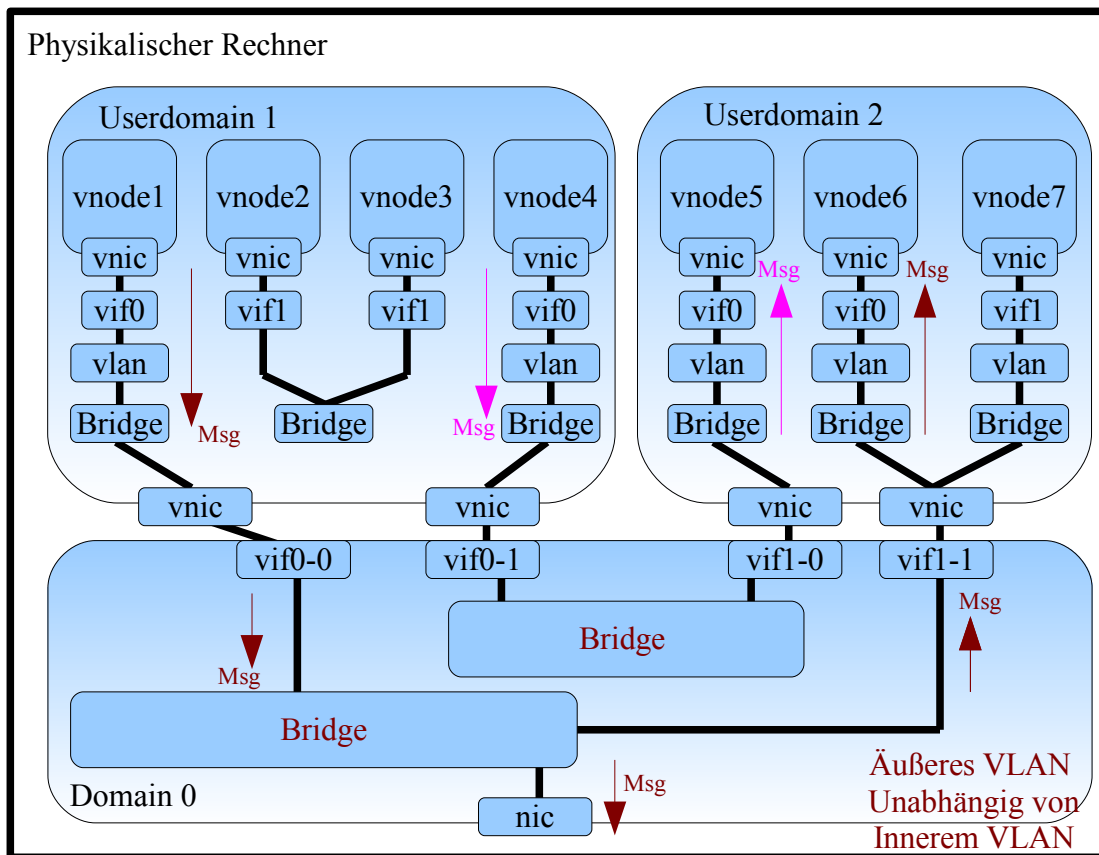 Physikalischer Rechner
Userdomain 1
Userdomain 2
vnode1
vnode2
vnode3
vnode4
vnode5
vnode6
vnode7
vnic
vnic
vnic
vnic
vnic
vnic
vnic
Msg
Msg
vif0
vif1
vif1
vif0
vif0
vif0
vif1
vlan
vlan
vlan
vlan
vlan
Bridge
Msg
Bridge
Msg
Bridge
Bridge
Bridge
Bridge
vnic
vnic
vnic
vnic
vif0-0
vif0-1
vif1-0
vif1-1
Msg
Bridge
Msg
Bridge
Msg
Domain 0
nic
Äußeres VLAN
Unabhängig von
Innerem VLAN